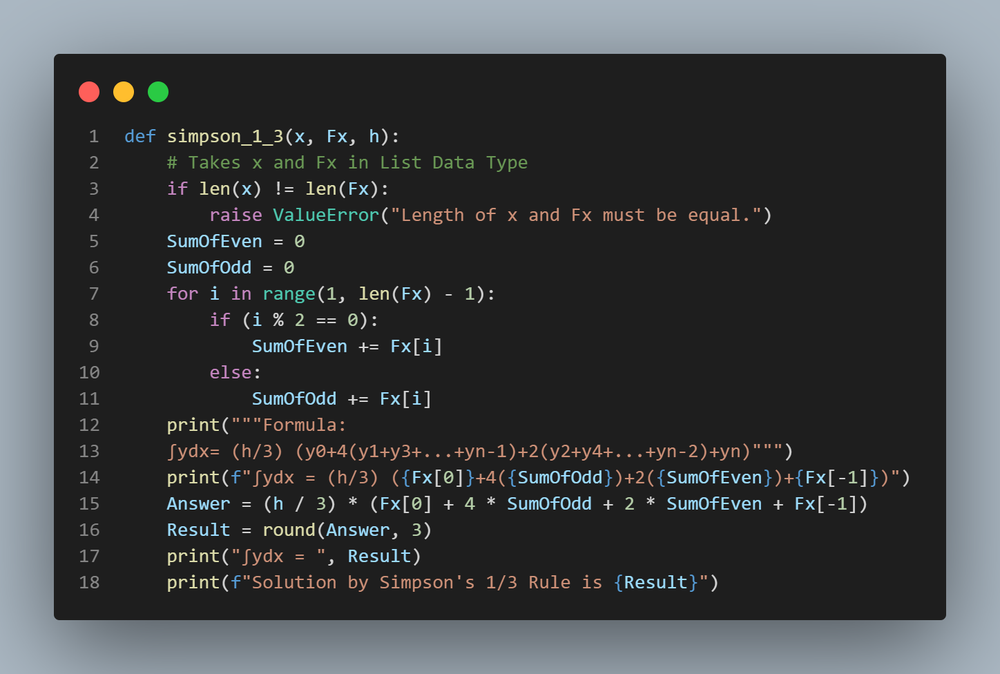 1 def simpson_1_3(x, Fx, h):
2     # Takes x and Fx in List Data Type
3     if len(x) != len(Fx):
4         raise ValueError("Length of x and Fx must be equal.")
5     SumOfEven = 0
6     SumOfOdd = 0
7     for i in range(1, len(Fx) - 1):
8         if (i % 2 == 0):
9             SumOfEven += Fx[i]
10         else:
11             SumOfOdd += Fx[i]
12     print("""Formula:
13     ∫ydx= (h/3) (y0+4(y1+y3+...+yn-1)+2(y2+y4+...+yn-2)+yn)""")
14     print(f"∫ydx = (h/3) ({Fx[0]}+4({SumOfOdd})+2({SumOfEven})+{Fx[-1]})")
15     Answer = (h / 3) * (Fx[0] + 4 * SumOfOdd + 2 * SumOfEven + Fx[-1])
16     Result = round(Answer, 3)
17     print("∫ydx = ", Result)
18     print(f"Solution by Simpson's 1/3 Rule is {Result}")